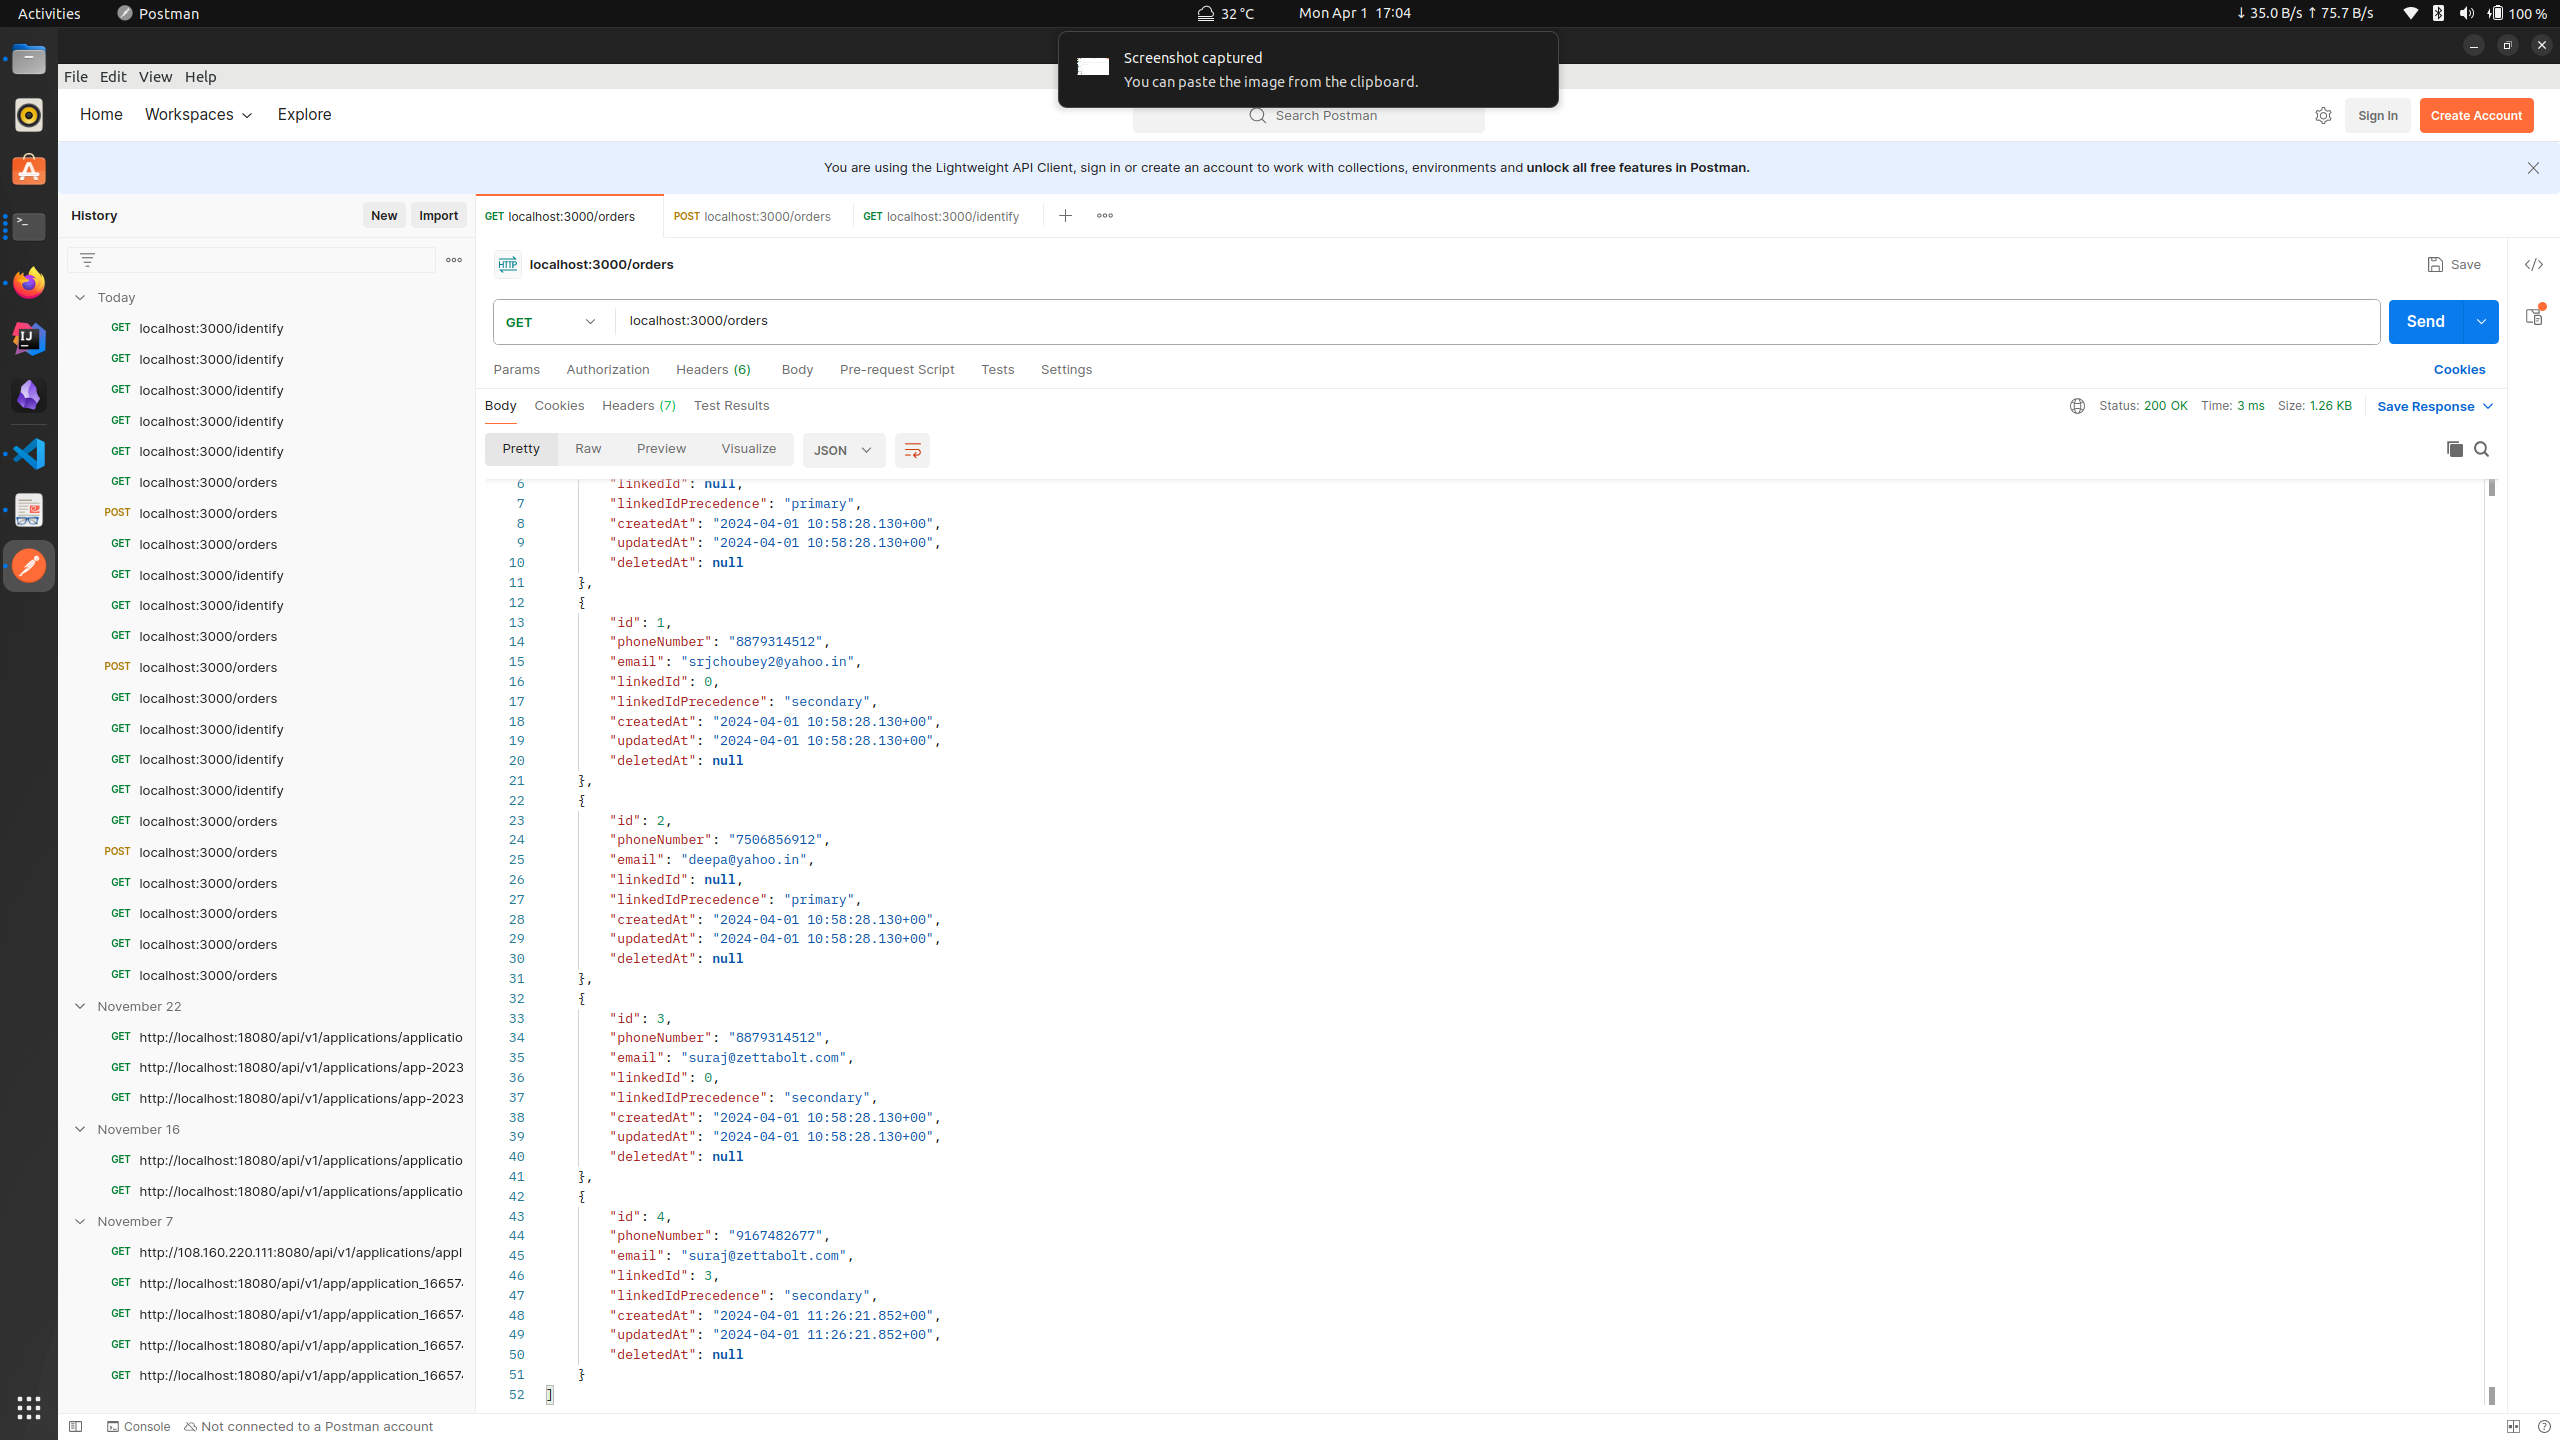 Activities
Postman
32 °C
Mon Apr 1 17:04
↓ 35.0 B/s ↑ 75.7 B/s
100 %
Screenshot captured
You can paste the image from the clipboard.
File Edit View Help
Home Workspaces Explore
Search Postman
Sign In
Create Account
You are using the Lightweight API Client, sign in or create an account to work with collections, environments and unlock all free features in Postman.
History
New
Import
Today
GET localhost:3000/identify
GET localhost:3000/identify
GET localhost:3000/identify
GET localhost:3000/identify
GET localhost:3000/identify
GET localhost:3000/orders
POST localhost:3000/orders
GET localhost:3000/orders
GET localhost:3000/identify
GET localhost:3000/identify
GET localhost:3000/orders
POST localhost:3000/orders
GET localhost:3000/orders
GET localhost:3000/identify
GET localhost:3000/identify
GET localhost:3000/identify
GET localhost:3000/orders
POST localhost:3000/orders
GET localhost:3000/orders
GET localhost:3000/orders
GET localhost:3000/orders
GET localhost:3000/orders
November 22
GET http://localhost:18080/api/v1/applications/applicatio
GET http://localhost:18080/api/v1/applications/app-2023
GET http://localhost:18080/api/v1/applications/app-2023
November 16
GET http://localhost:18080/api/v1/applications/applicatio
GET http://localhost:18080/api/v1/applications/applicatio
November 7
GET http://108.160.220.111:8080/api/v1/applications/appl
GET http://localhost:18080/api/v1/app/application_16657
GET http://localhost:18080/api/v1/app/application_16657
GET http://localhost:18080/api/v1/app/application_16657
GET http://localhost:18080/api/v1/app/application_16657
GET localhost:3000/orders
POST localhost:3000/orders
GET localhost:3000/identify
HTTP localhost:3000/orders
Save
GET localhost:3000/orders
Send
Params Authorization Headers (6) Body Pre-request Script Tests Settings
Cookies
Body Cookies Headers (7) Test Results
Status: 200 OK Time: 3 ms Size: 1.26 KB
Save Response
Pretty Raw Preview Visualize
JSON
6 "linkedId": null,
7 "linkedIdPrecedence": "primary",
8 "createdAt": "2024-04-01 10:58:28.130+00",
9 "updatedAt": "2024-04-01 10:58:28.130+00",
10 "deletedAt": null
11 },
12 {
13 "id": 1,
14 "phoneNumber": "8879314512",
15 "email": "srjchoubey2@yahoo.in",
16 "linkedId": 0,
17 "linkedIdPrecedence": "secondary",
18 "createdAt": "2024-04-01 10:58:28.130+00",
19 "updatedAt": "2024-04-01 10:58:28.130+00",
20 "deletedAt": null
21 },
22 {
23 "id": 2,
24 "phoneNumber": "7506856912",
25 "email": "deepa@yahoo.in",
26 "linkedId": null,
27 "linkedIdPrecedence": "primary",
28 "createdAt": "2024-04-01 10:58:28.130+00",
29 "updatedAt": "2024-04-01 10:58:28.130+00",
30 "deletedAt": null
31 },
32 {
33 "id": 3,
34 "phoneNumber": "8879314512",
35 "email": "suraj@zettabolt.com",
36 "linkedId": 0,
37 "linkedIdPrecedence": "secondary",
38 "createdAt": "2024-04-01 10:58:28.130+00",
39 "updatedAt": "2024-04-01 10:58:28.130+00",
40 "deletedAt": null
41 },
42 {
43 "id": 4,
44 "phoneNumber": "9167482677",
45 "email": "suraj@zettabolt.com",
46 "linkedId": 3,
47 "linkedIdPrecedence": "secondary",
48 "createdAt": "2024-04-01 11:26:21.852+00",
49 "updatedAt": "2024-04-01 11:26:21.852+00",
50 "deletedAt": null
51 }
52 ]
Console
Not connected to a Postman account